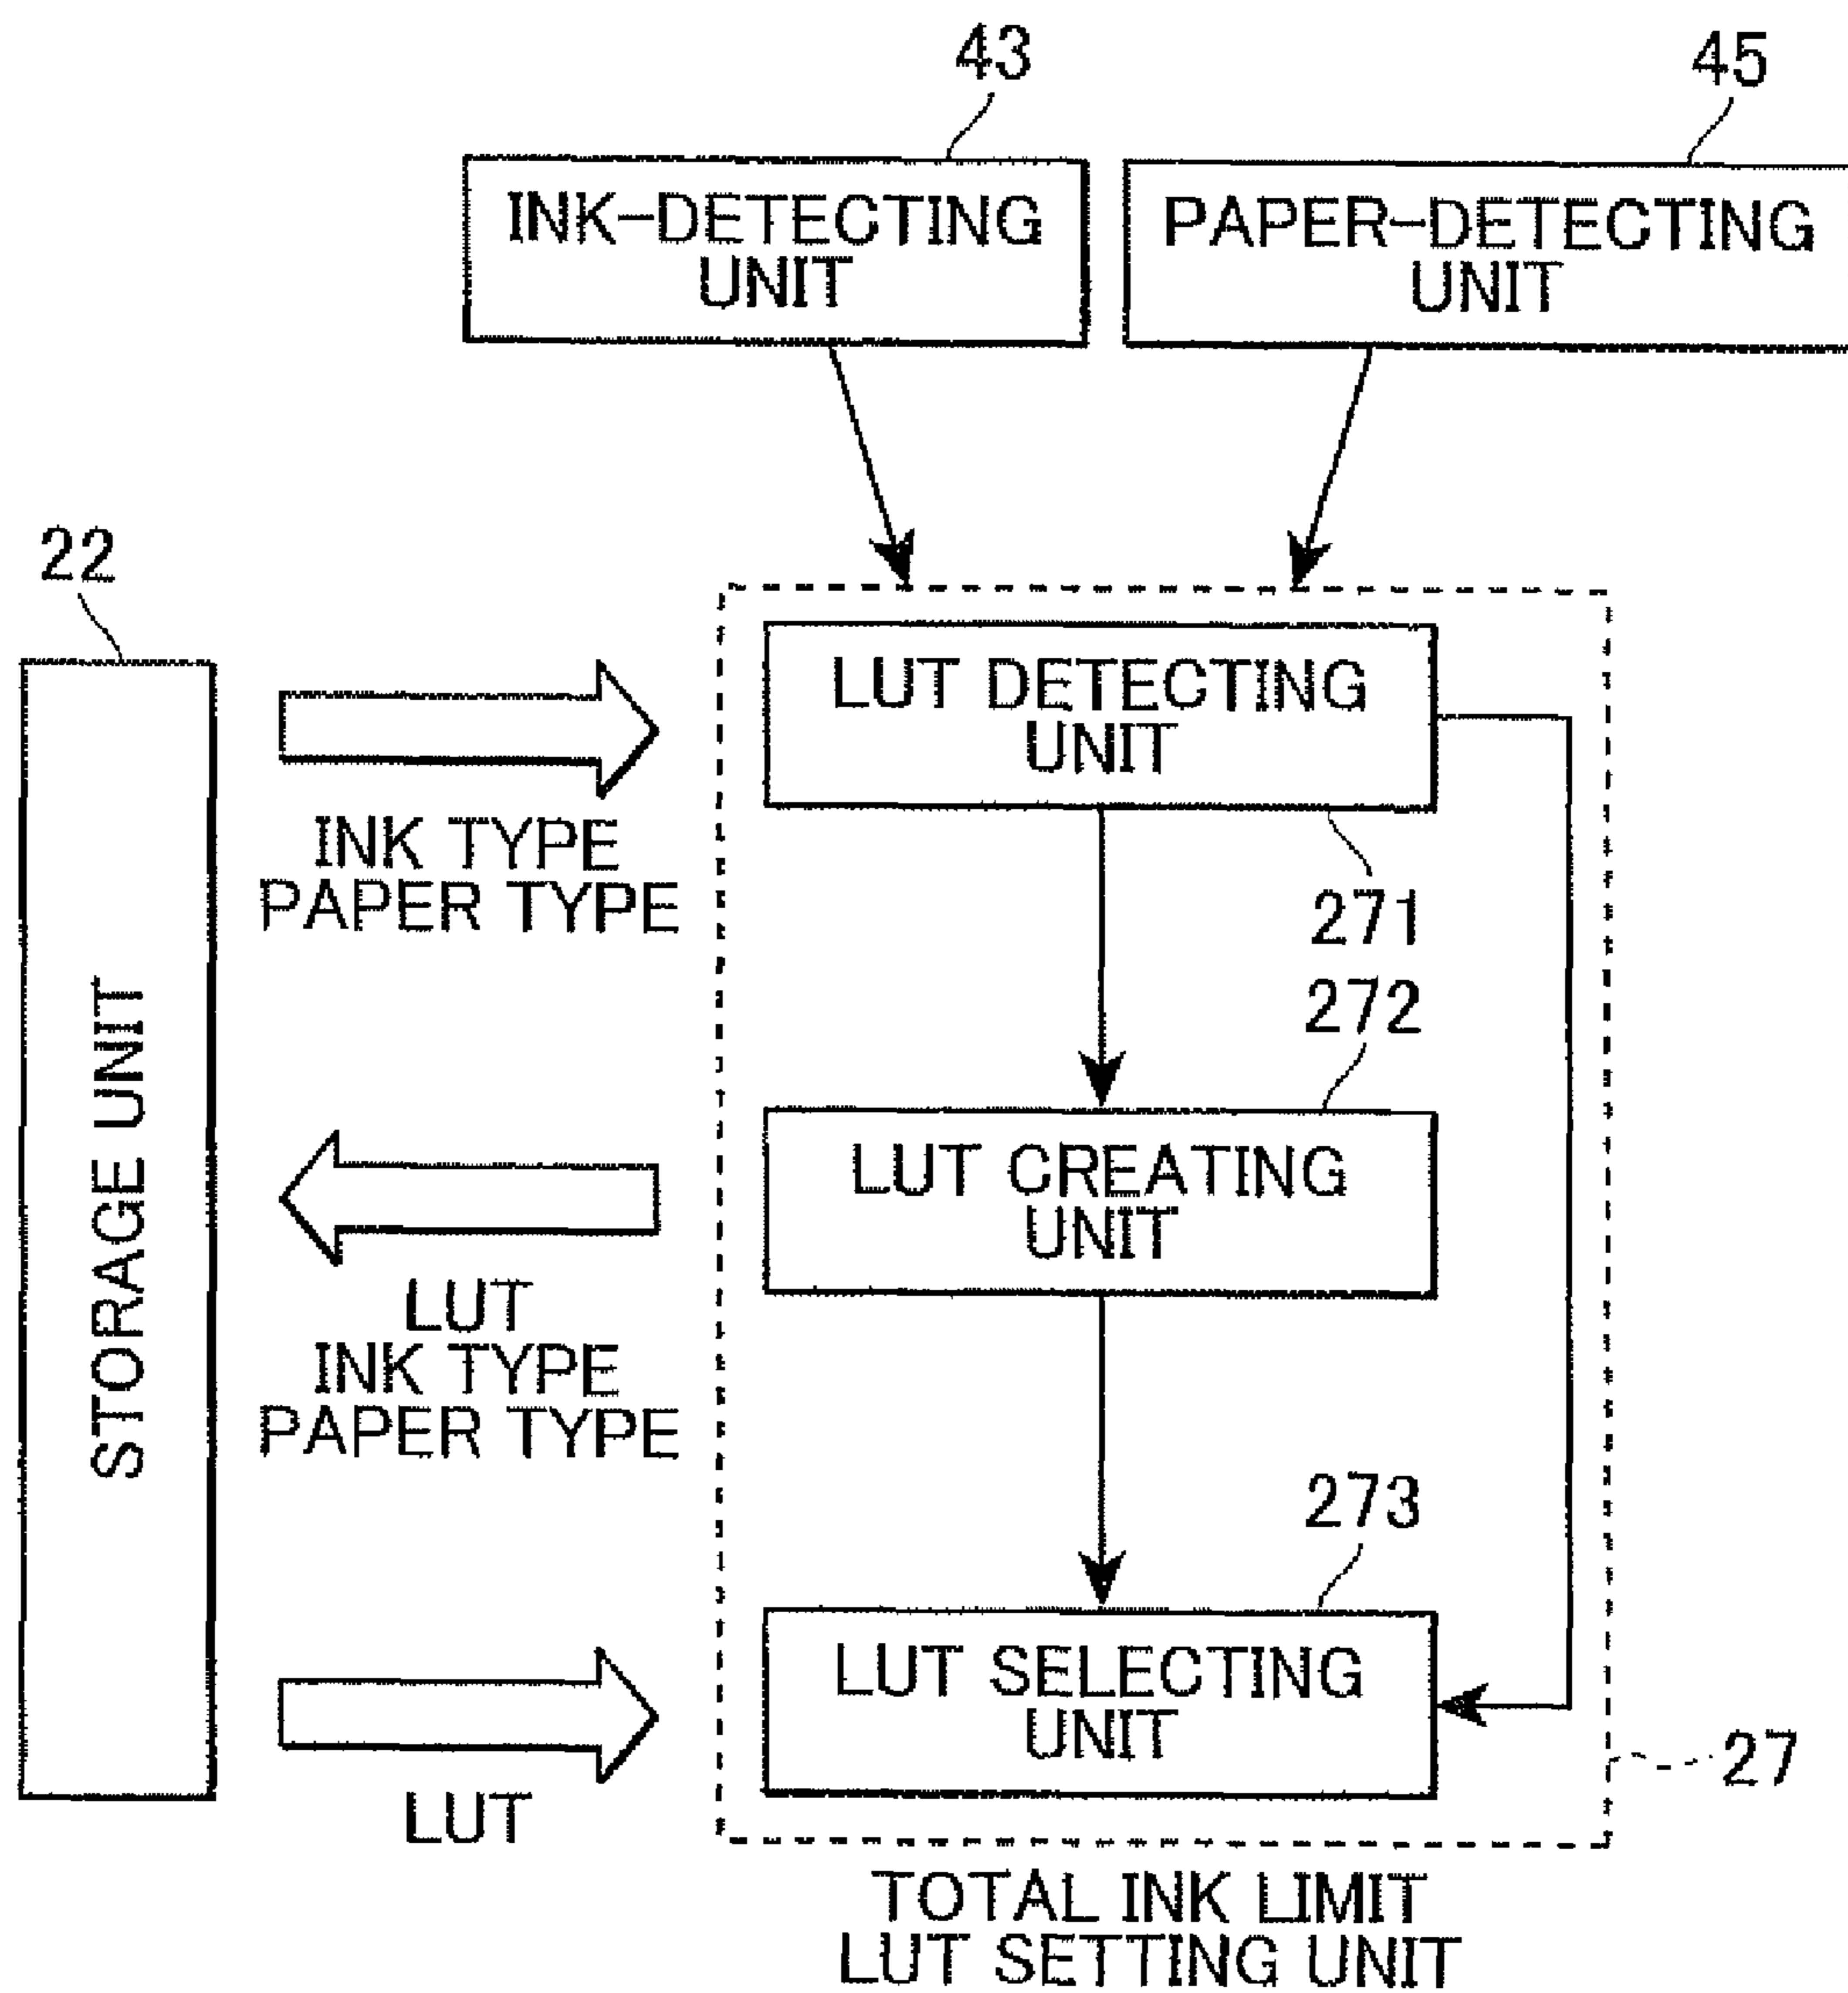 43
45
INK-DETECTING
UNIT
PAPER-DETECTING
UNIT
22
STORAGE UNIT
INK TYPE
PAPER TYPE
LUT DETECTING
UNIT
271
272
LUT CREATING
UNIT
LUT
INK TYPE
PAPER TYPE
273
LUT SELECTING
UNIT
LUT
27
TOTAL INK LIMIT
LUT SETTING UNIT